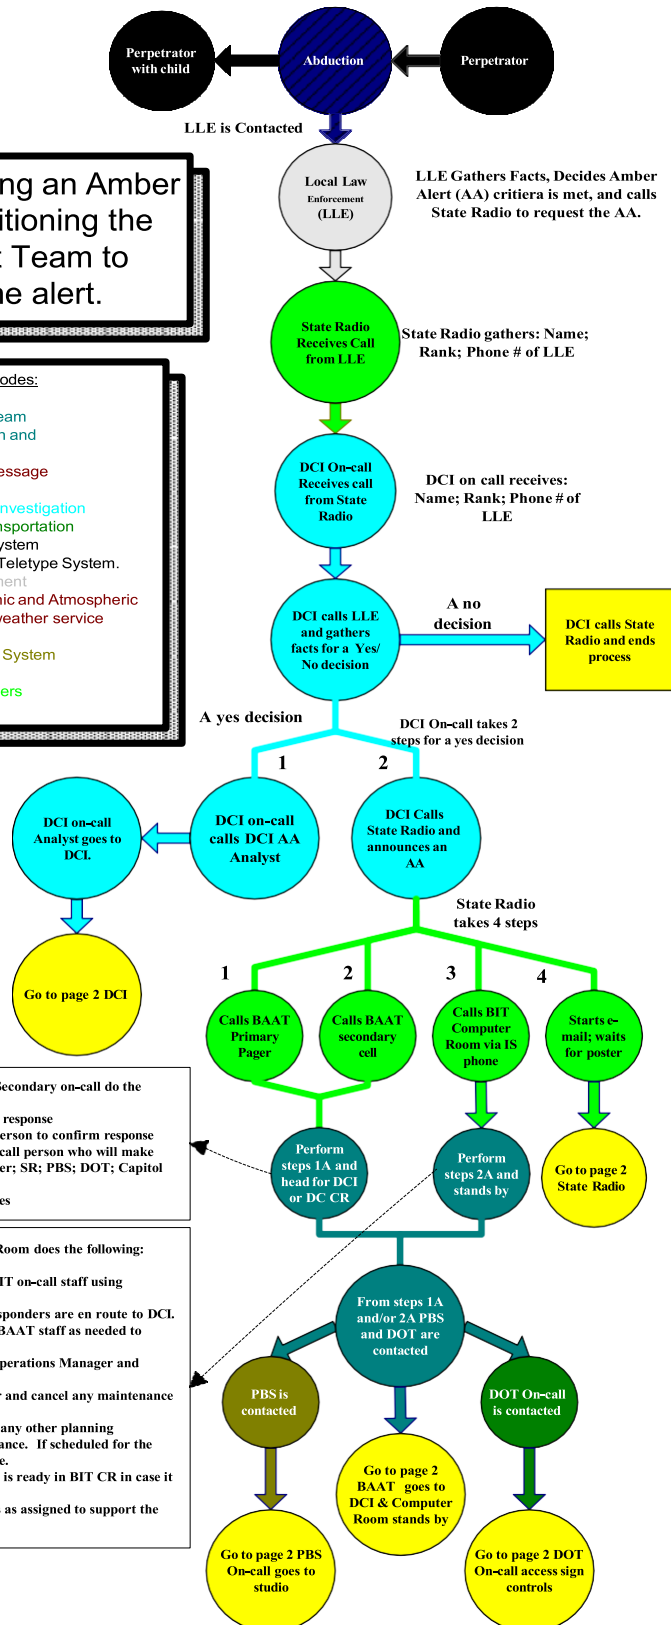 Perpetrator
with child
Abduction
Perpetrator
LLE is Contacted
Local Law
Enforcement
(LLE)
LLE Gathers Facts, Decides Amber
Alert (AA) critiera is met, and calls
State Radio to request the AA.
ng an Amber
itioning the
t Team to
ne alert.
State Radio
Receives Call
from LLE
State Radio gathers: Name;
Rank; Phone # of LLE
odes:
eam
n and
essage
nvestigation
nsportation
ystem
Teletype System.
ment
nic and Atmospheric
weather service
System
ers
DCI On-call
Receives call
from State
Radio
DCI on call receives:
Name; Rank; Phone # of
LLE
DCI calls LLE
and gathers
facts for a Yes/
No decision
A no
decision
DCI calls State
Radio and ends
process
A yes decision
DCI On-call takes 2
steps for a yes decision
1
2
DCI on-call
Analyst goes to
DCI.
DCI on-call
calls DCI AA
Analyst
DCI Calls
State Radio and
announces an
AA
State Radio
takes 4 steps
Go to page 2 DCI
1
2
3
4
Calls BAAT
Primary
Pager
Calls BAAT
secondary
cell
Calls BIT
Computer
Room via IS
phone
Starts e-
mail; waits
for poster
Secondary on-call do the
response
erson to confirm response
call person who will make
er; SR; PBS; DOT; Capitol
es
Perform
steps 1A and
head for DCI
or DC CR
Perform
steps 2A and
stands by
Go to page 2
State Radio
Room does the following:
IT on-call staff using
sponders are en route to DCI.
BAAT staff as needed to
perations Manager and
r and cancel any maintenance
any other planning
ance.  If scheduled for the
e.
is ready in BIT CR in case it
s as assigned to support the
From steps 1A
and/or 2A PBS
and DOT are
contacted
PBS is
contacted
DOT On-call
is contacted
Go to page 2
BAAT goes to
DCI & Computer
Room stands by
Go to page 2 PBS
On-call goes to
studio
Go to page 2 DOT
On-call access sign
controls